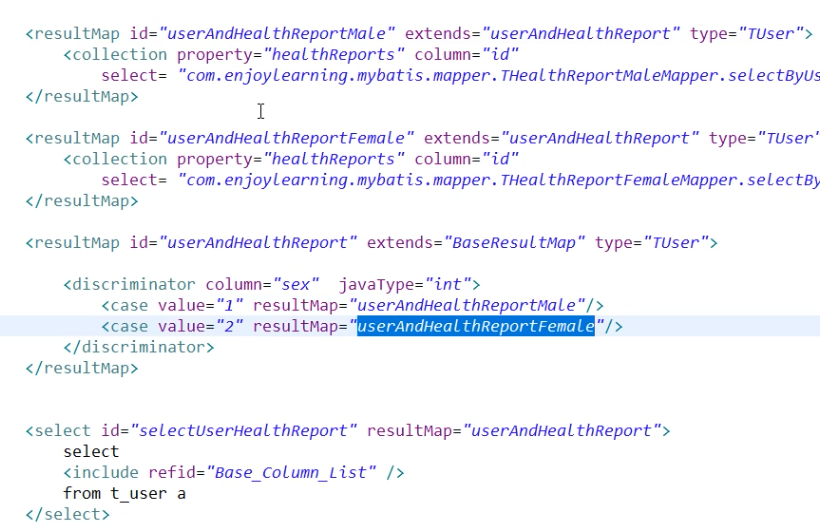 <resultMap id="userAndHealthReportMale" extends="userAndHealthReport" type="TUser">
<collection property="healthReports" column="id"
select= "com.enjoylearning.mybatis.mapper.THealthReportMaleMapper.selectByUs
</resultMap>
<resultMap id="userAndHealthReportFemale" extends="userAndHealthReport" type="TUser"
<collection property="healthReports" column="id"
select= "com.enjoylearning.mybatis.mapper.THealthReportFemaleMapper.selectBy
</resultMap>
<resultMap id="userAndHealthReport" extends="BaseResultMap" type="TUser">
<discriminator column="sex" javaType="int">
<case value="1" resultMap="userAndHealthReportMale"/>
<case value="2" resultMap="userAndHealthReportFemale"/>
</discriminator>
</resultMap>
<select id="selectUserHealthReport" resultMap="userAndHealthReport">
select
<include refid="Base_Column_List" />
from t_user a
</select>